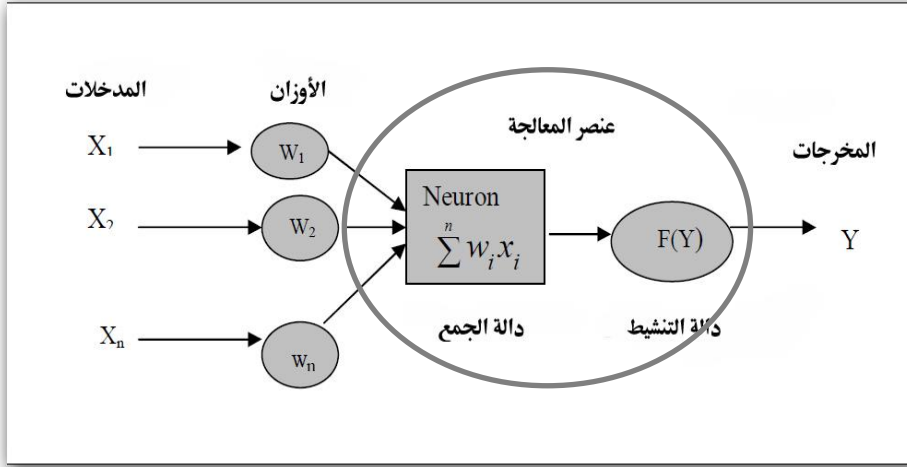 المدخلات
الأوزان
عنصر المعالجة
المخرجات
X₁
W₁
X₂
W₂
Xₙ
wₙ
Neuron
n
∑ wᵢxᵢ
F(Y)
Y
دالة الجمع
دالة التنشيط